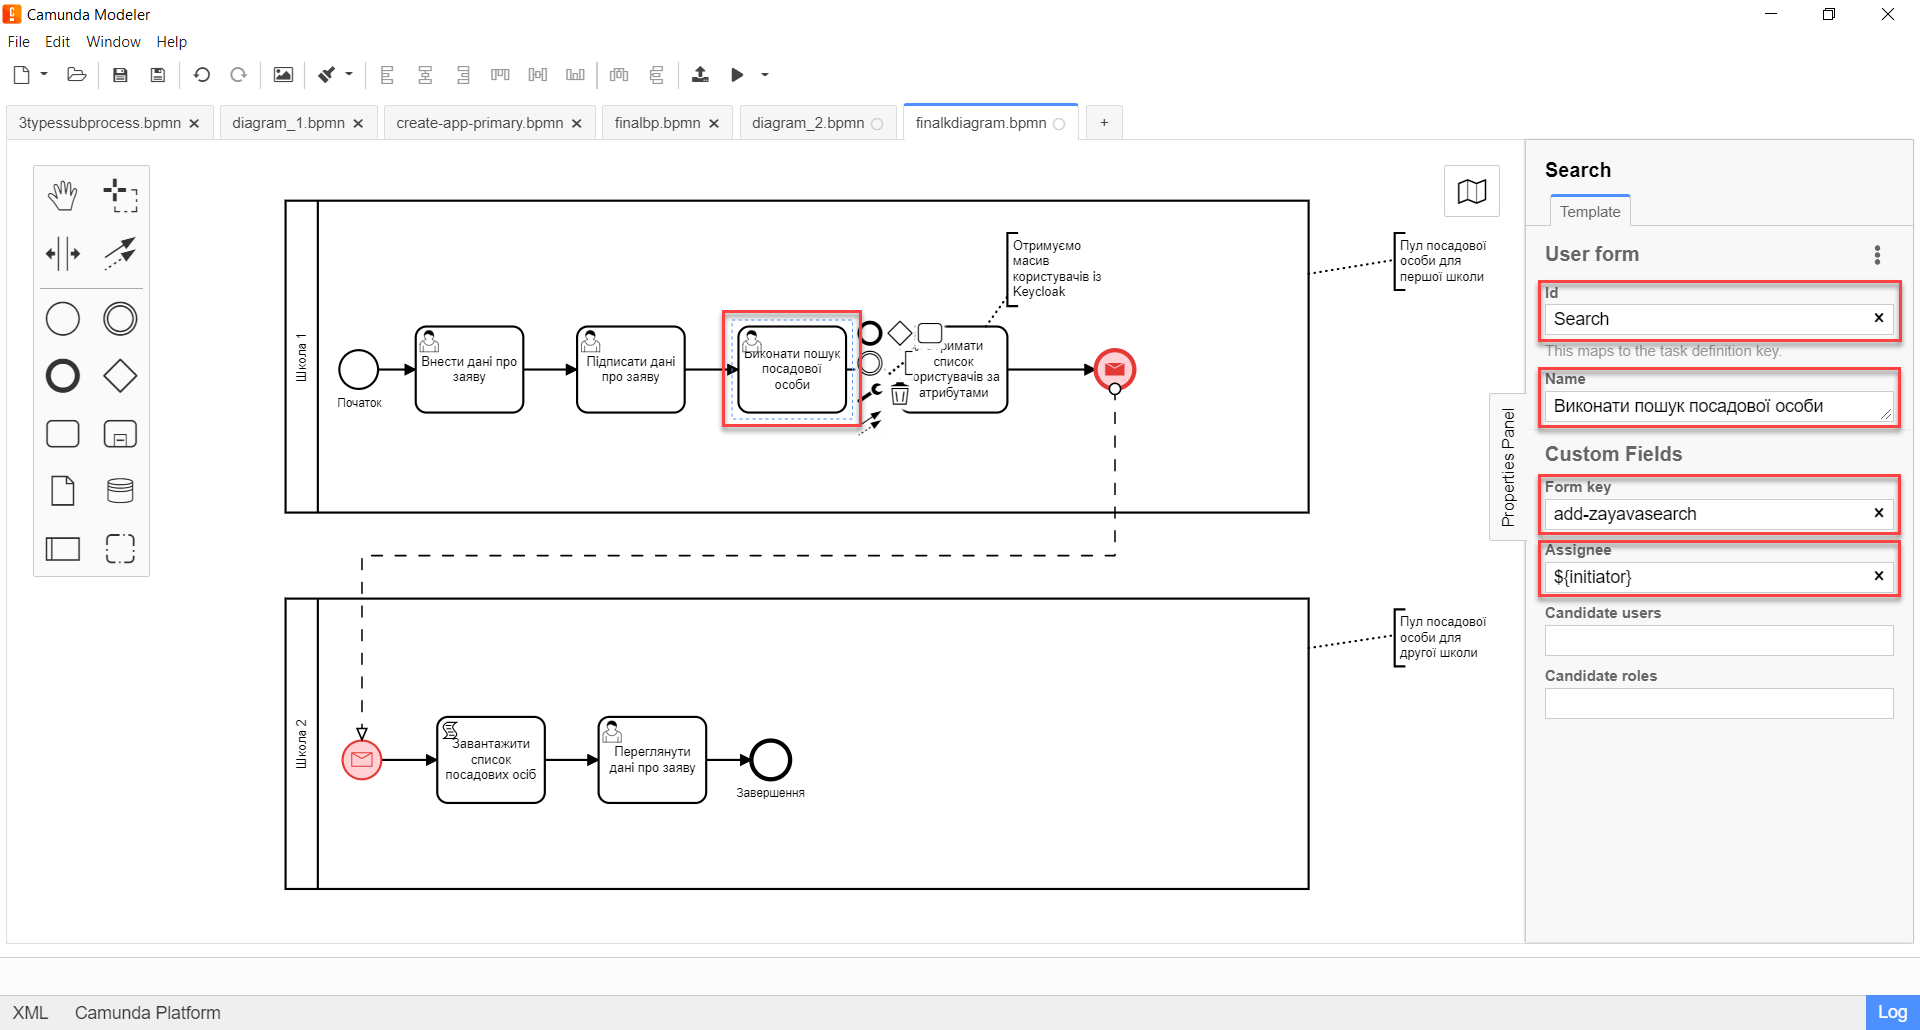 Camunda Modeler
File Edit Window Help
3typessubprocess.bpmn
diagram_1.bpmn
create-app-primary.bpmn
finalbp.bpmn
diagram_2.bpmn
finalkdiagram.bpmn
+
Школа 1
Початок
Внести дані про
заяву
Підписати дані
про заяву
Виконати пошук
посадової
особи
список
атрибутами
Отримуємо
масив
користувачів із
Keycloak
Пул посадової
особи для
першої школи
Школа 2
Завантажити
список
посадових осіб
Переглянути
дані про заяву
Завершення
Пул посадової
особи для
другої школи
Properties Panel
Search
Template
User form
Id
Search
This maps to the task definition key.
Name
Виконати пошук посадової особи
Custom Fields
Form key
add-zayavasearch
Assignee
${initiator}
Candidate users
Candidate roles
XML Camunda Platform
Log